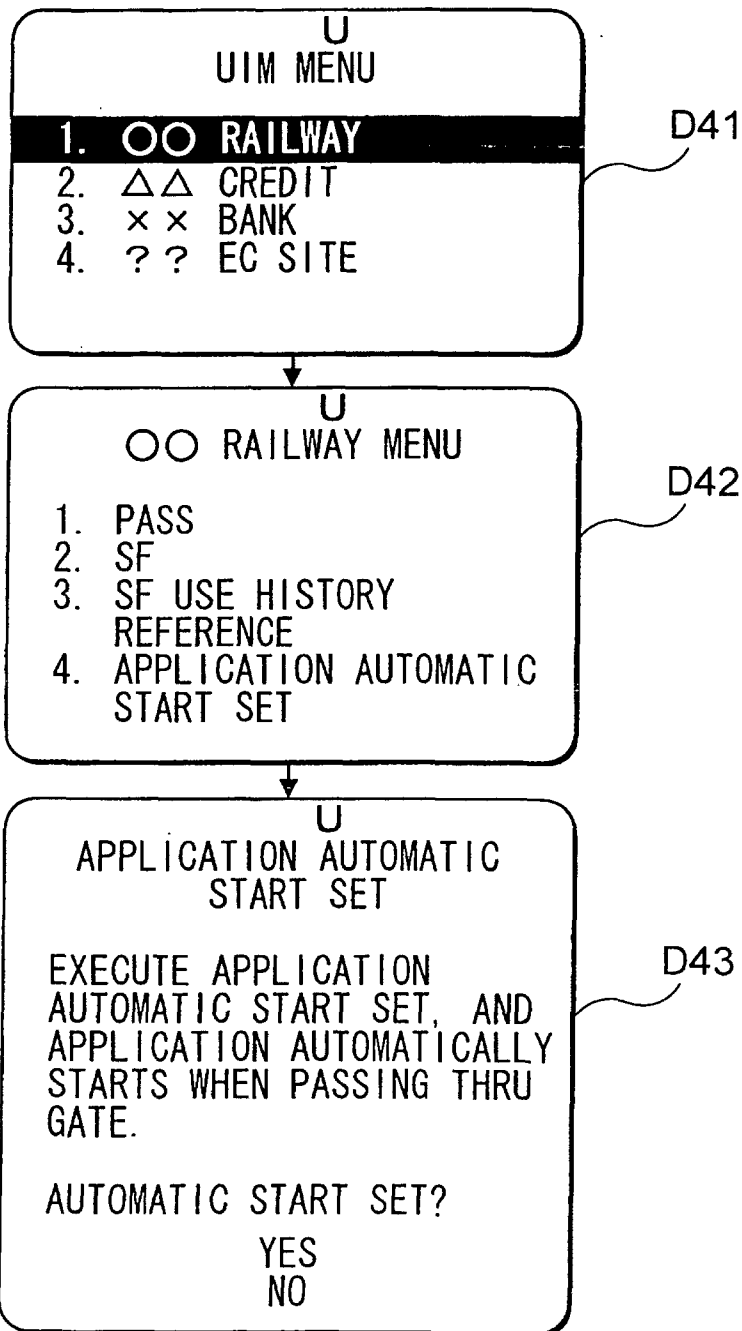 U
UIM MENU
1. ○○ RAILWAY
2. △△ CREDIT
3. ×× BANK
4. ?? EC SITE
D41
U
○○ RAILWAY MENU
1. PASS
2. SF
3. SF USE HISTORY
REFERENCE
4. APPLICATION AUTOMATIC
START SET
D42
U
APPLICATION AUTOMATIC
START SET
EXECUTE APPLICATION
AUTOMATIC START SET, AND
APPLICATION AUTOMATICALLY
STARTS WHEN PASSING THRU
GATE.
AUTOMATIC START SET?
YES
NO
D43